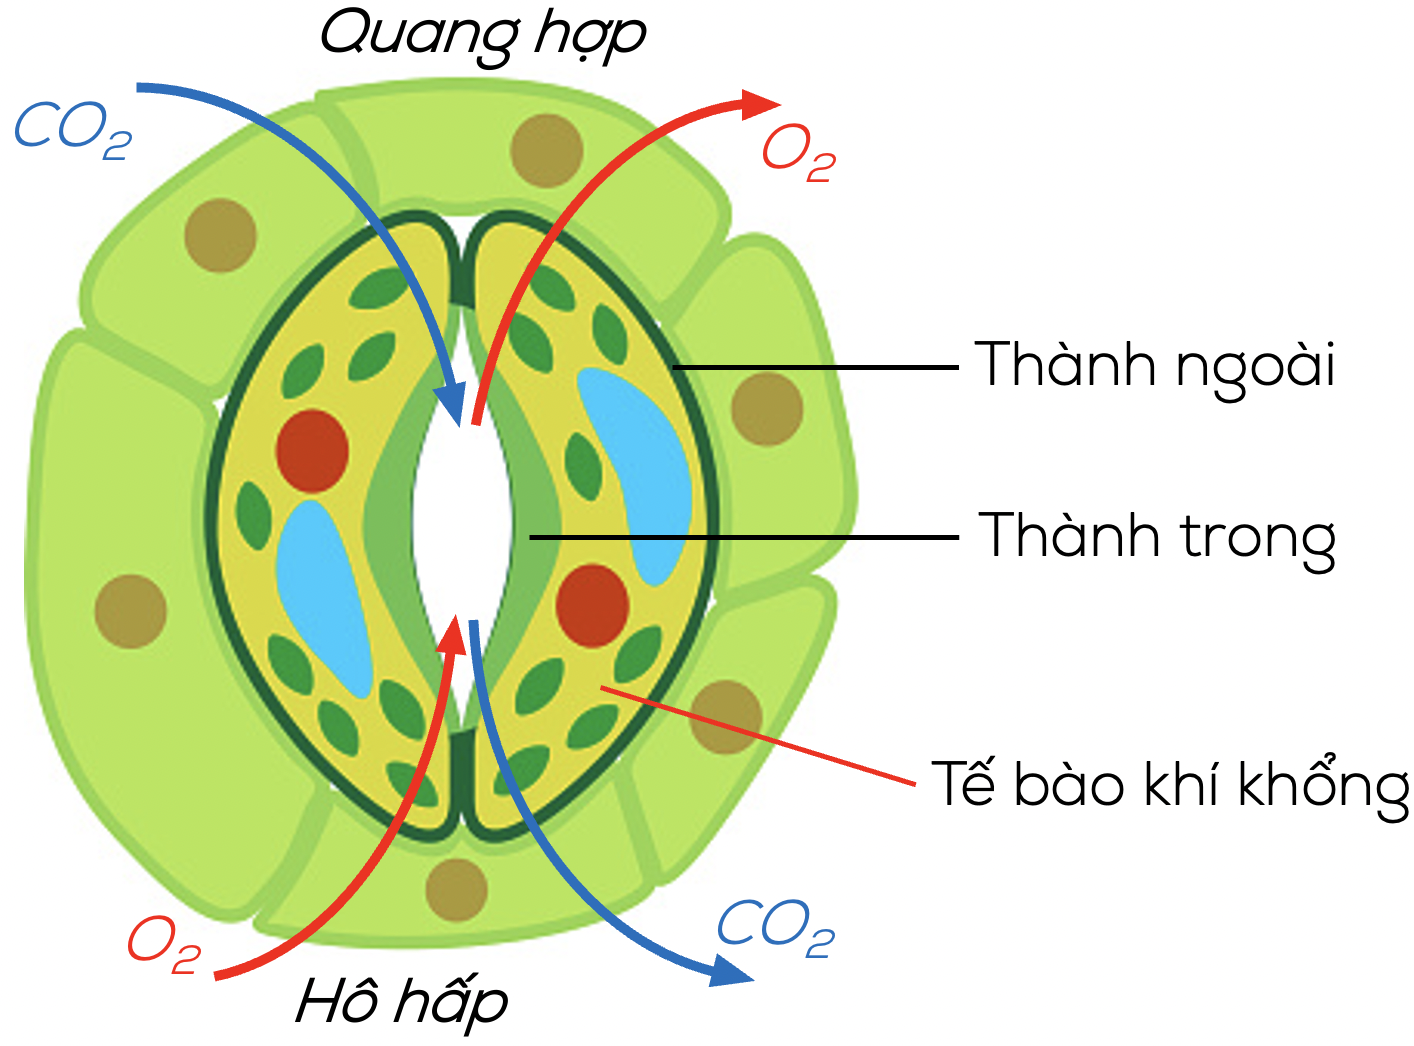 Quang hợp
CO₂
O₂
Thành ngoài
Thành trong
Tế bào khí khổng
O₂
CO₂
Hô hấp